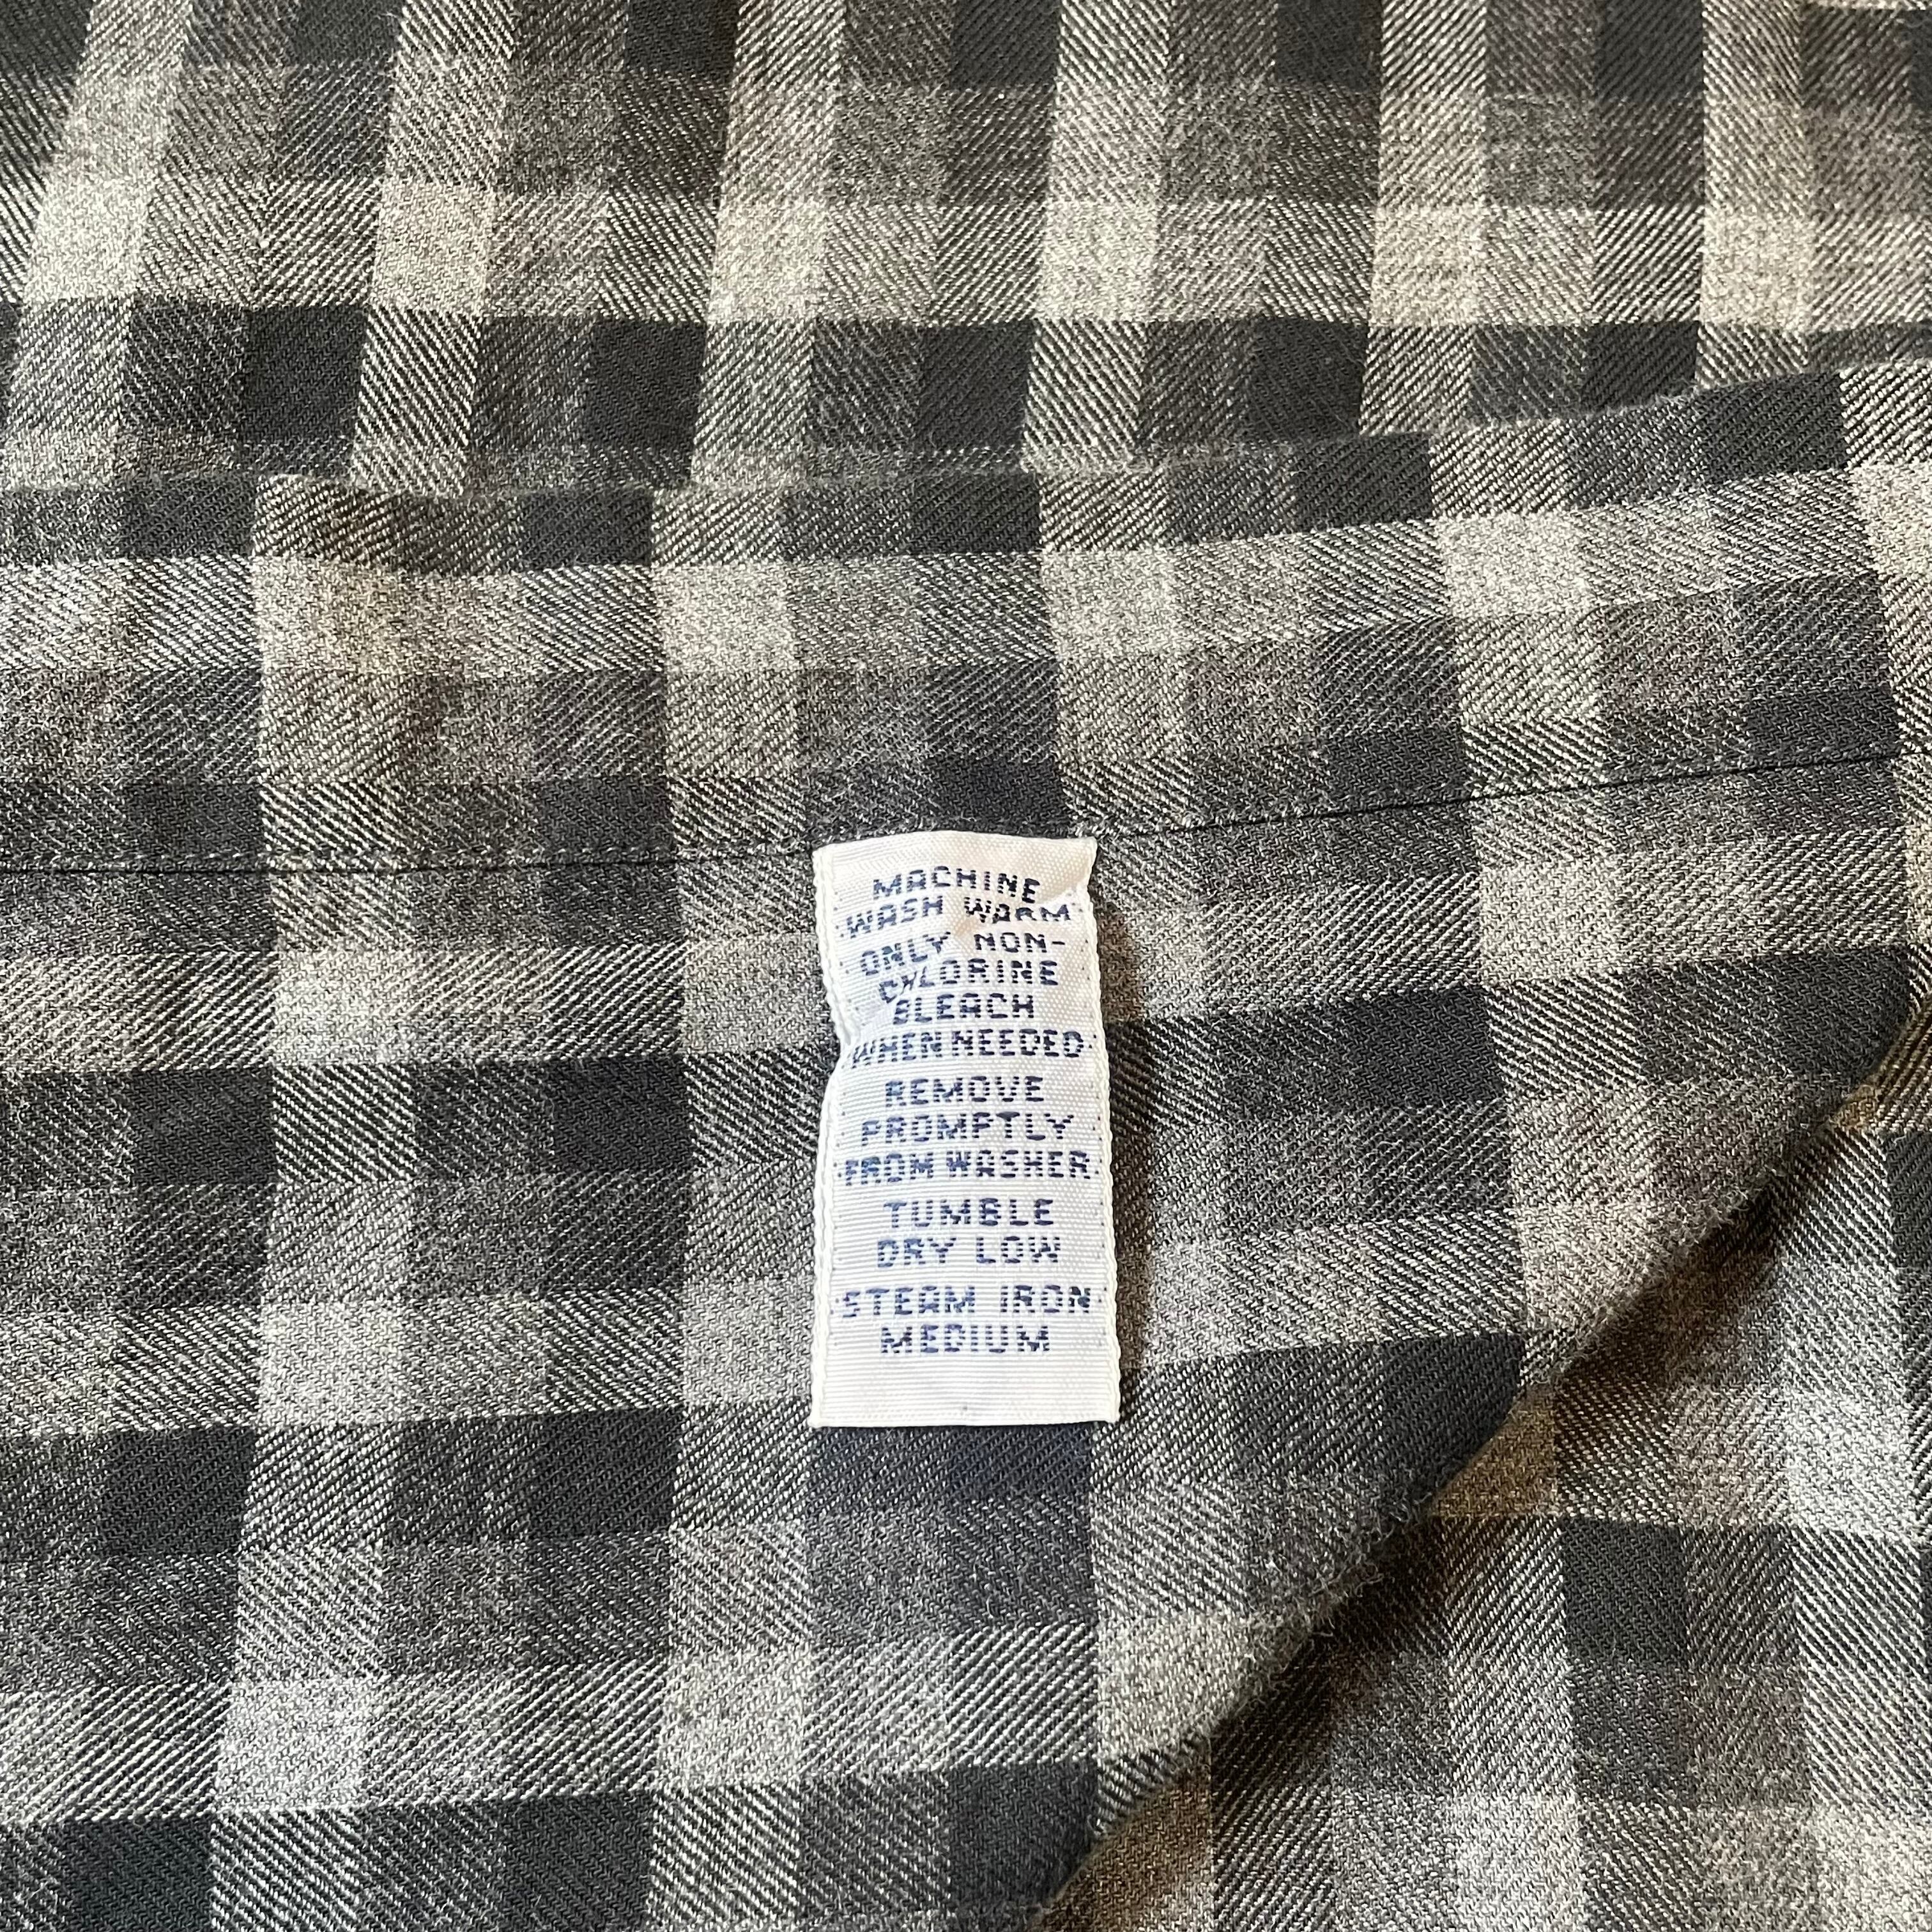 MACHINE
WASH WARM
ONLY NON-
CHLORINE
BLEACH
WHEN NEEDED
REMOVE
PROMPTLY
FROM WASHER
TUMBLE
DRY LOW
STEAM IRON
MEDIUM